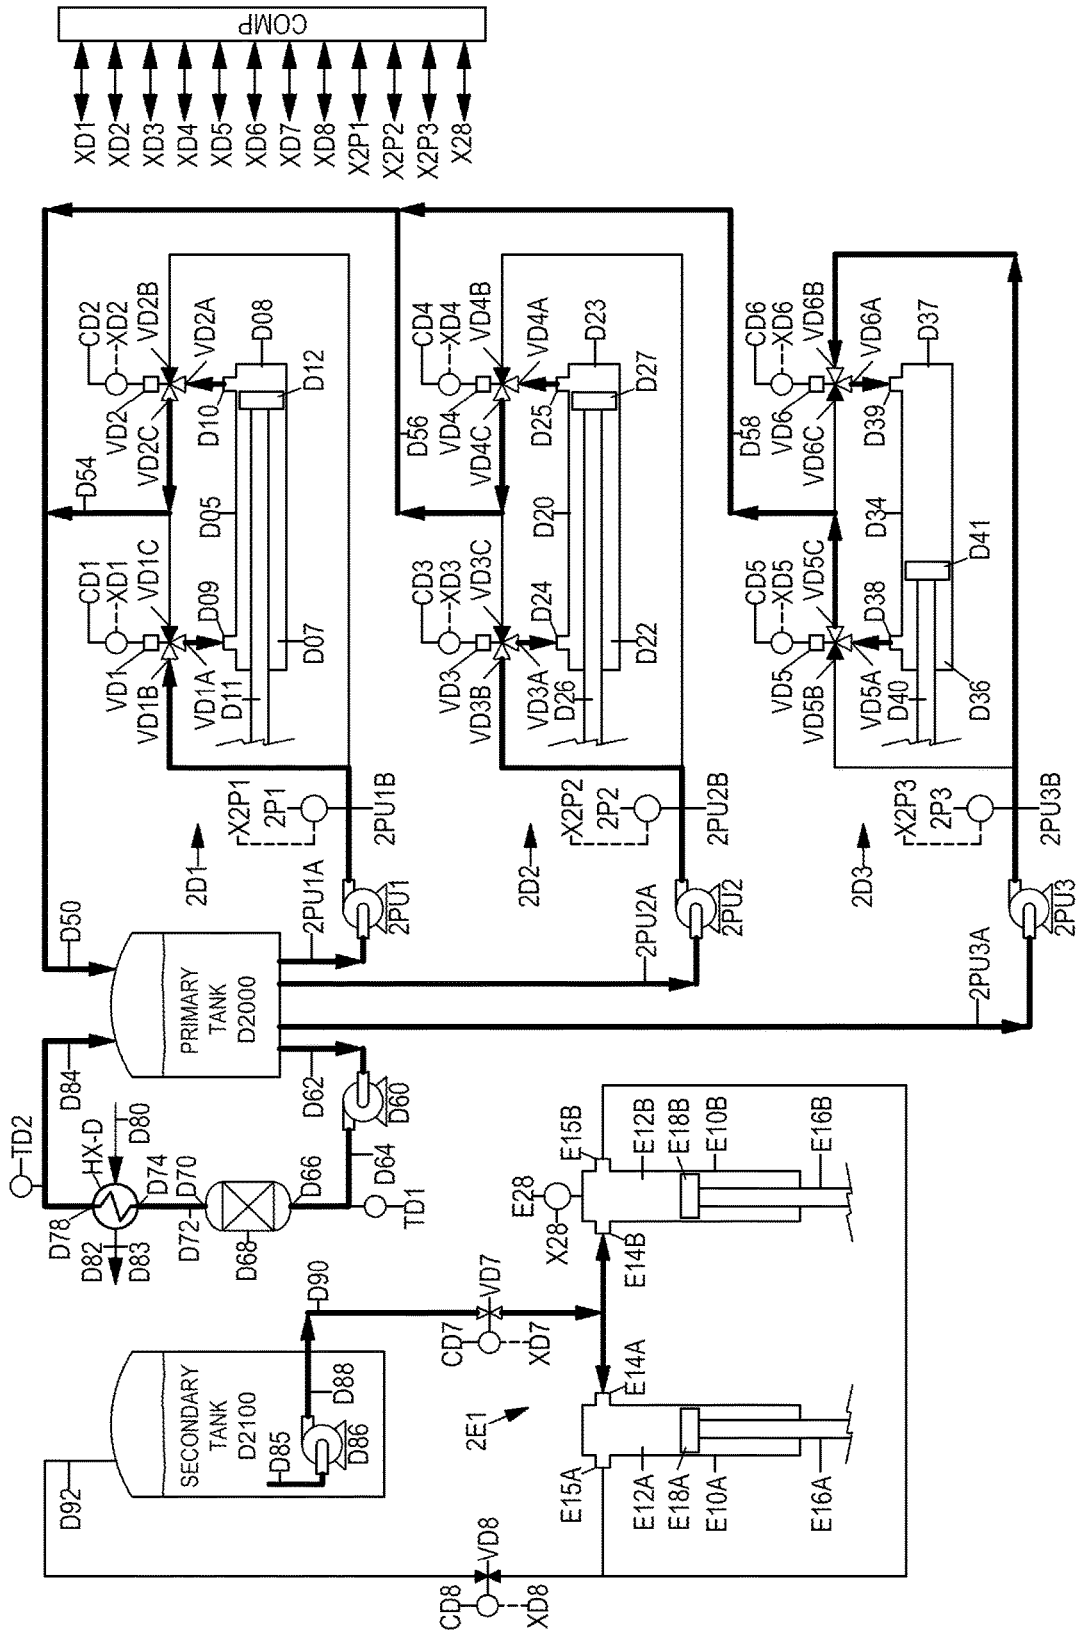 COMP
XD1
XD2
XD3
XD4
XD5
XD6
XD7
XD8
X2P1
X2P2
X2P3
X28
CD2
XD2
VD2
VD2B
VD2A
VD2C
D08
D12
D10
D54
D05
CD1
XD1
VD1
VD1C
VD1B
VD1A
D09
D11
D07
X2P1
2P1
2PU1B
2D1
2PU1A
2PU1
CD4
XD4
VD4
VD4B
VD4A
VD4C
D23
D27
D25
D56
D20
CD3
XD3
VD3
VD3C
VD3B
VD3A
D24
D26
D22
X2P2
2P2
2PU2B
2D2
2PU2A
2PU2
CD6
XD6
VD6
VD6B
VD6A
VD6C
D37
D39
D58
D34
CD5
XD5
VD5
VD5C
VD5B
VD5A
D38
D41
D40
D36
X2P3
2P3
2PU3B
2D3
2PU3A
2PU3
D50
PRIMARY
TANK
D2000
D84
D62
D60
D64
TD2
HX-D
D80
D78
D74
D82
D83
D70
D72
D68
D66
TD1
D90
SECONDARY
TANK
D2100
D88
D85
D86
D92
CD7
VD7
XD7
2E1
E28
X28
E15B
E14B
E12B
E18B
E10B
E16B
E14A
E15A
E12A
E18A
E10A
E16A
CD8
VD8
XD8